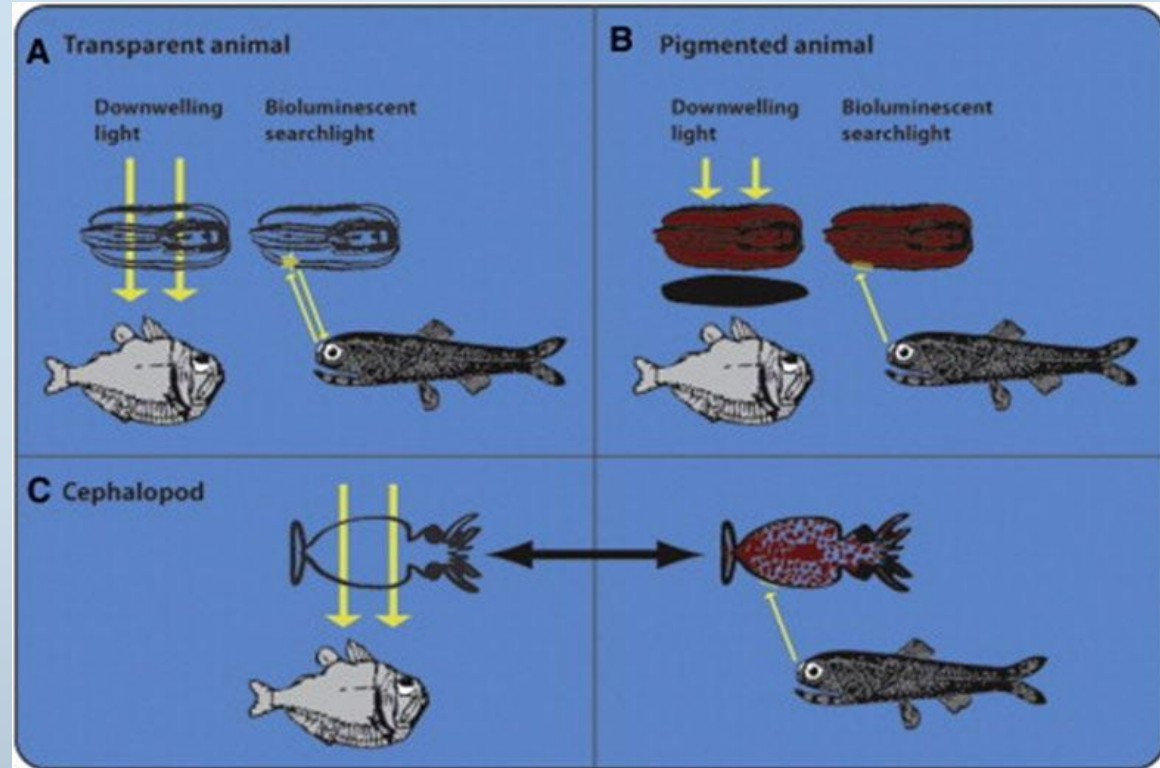 A Transparent animal
Downwelling
light
Bioluminescent
searchlight
B Pigmented animal
Downwelling
light
Bioluminescent
searchlight
C Cephalopod